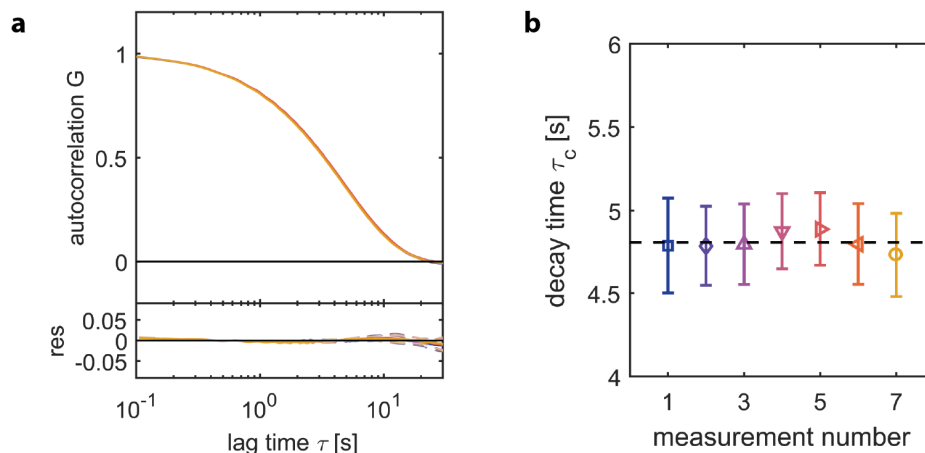 a
autocorrelation G
1
0.5
0
res
0.05
0
-0.05
10⁻¹ 10⁰ 10¹
lag time τ [s]
b
decay time τc [s]
6
5.5
5
4.5
4
1 3 5 7
measurement number